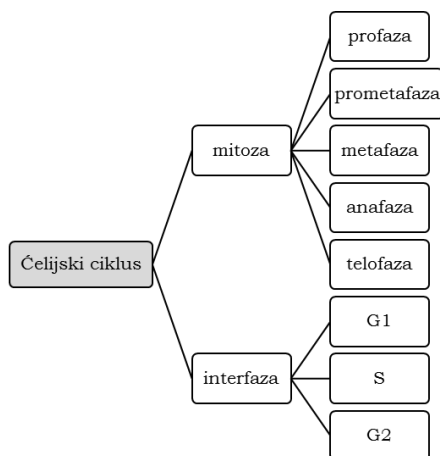 Ćelijski ciklus
mitoza
profaza
prometafaza
metafaza
anafaza
telofaza
interfaza
G1
S
G2